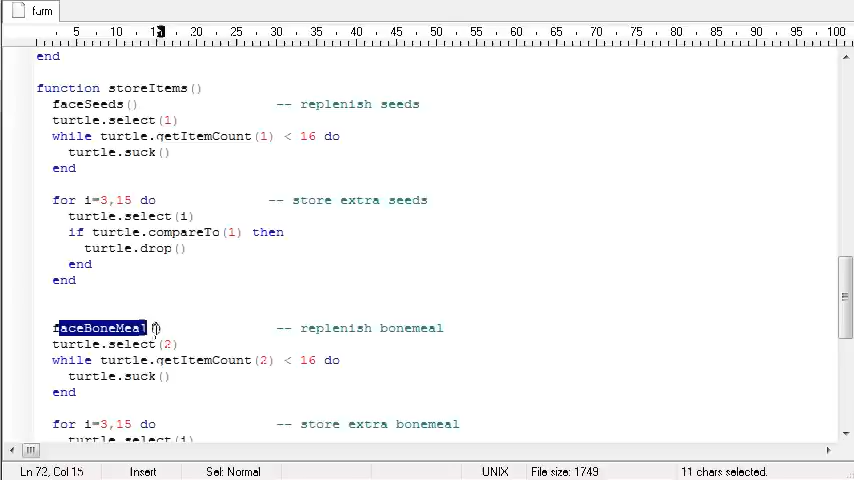 farm
5 10 15 20 25 30 35 40 45 50 55 60 65 70 75 80 85 90 95 100
end
function storeItems()
faceSeeds() -- replenish seeds
turtle.select(1)
while turtle.getItemCount(1) < 16 do
turtle.suck()
end
for i=3,15 do -- store extra seeds
turtle.select(i)
if turtle.compareTo(1) then
turtle.drop()
end
end
faceBoneMeal() -- replenish bonemeal
turtle.select(2)
while turtle.getItemCount(2) < 16 do
turtle.suck()
end
for i=3,15 do -- store extra bonemeal
turtle.select(i)
Ln 72, Col 15 Insert Sel: Normal UNIX File size: 1749 11 chars selected.